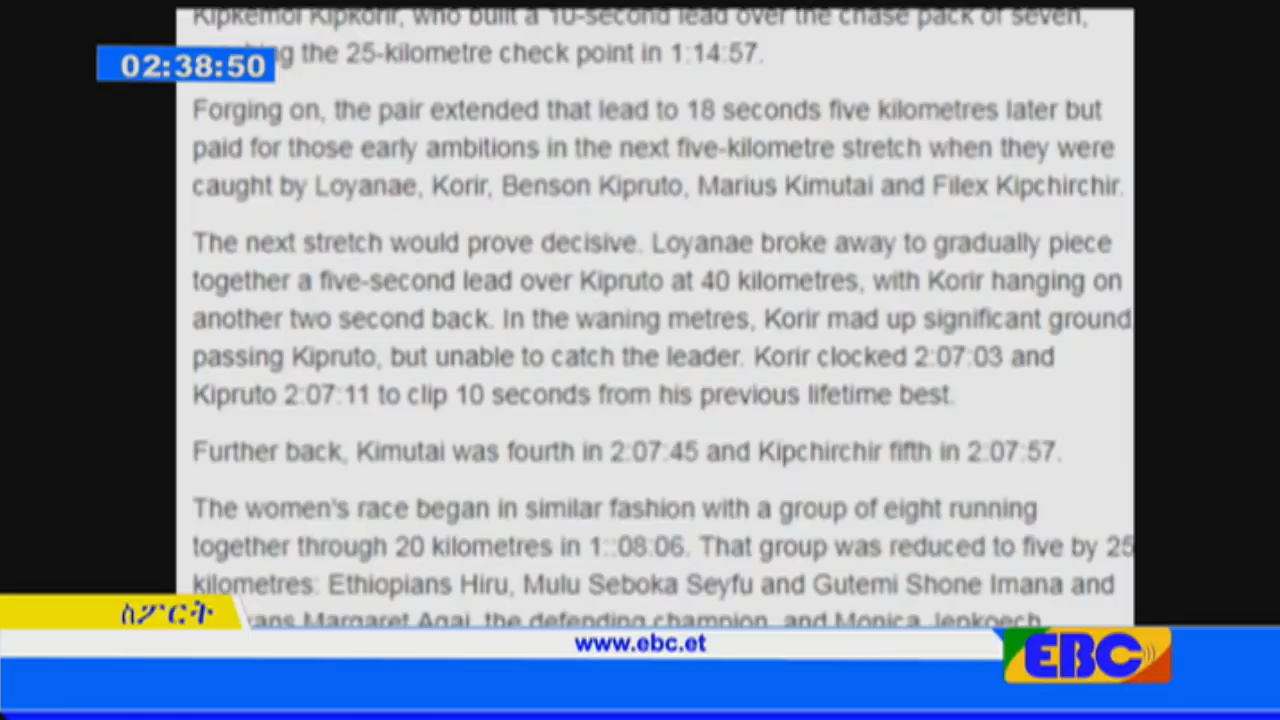 Kipkemoi Kipkorir, who built a 10-second lead over the chase pack of seven,
the 25-kilometre check point in 1:14:57.
02:38:50
Forging on, the pair extended that lead to 18 seconds five kilometres later but
paid for those early ambitions in the next five-kilometre stretch when they were
caught by Loyanae, Korir, Benson Kipruto, Marius Kimutai and Filex Kipchirchir.
The next stretch would prove decisive. Loyanae broke away to gradually piece
together a five-second lead over Kipruto at 40 kilometres, with Korir hanging on
another two second back. In the waning metres, Korir mad up significant ground
passing Kipruto, but unable to catch the leader. Korir clocked 2:07:03 and
Kipruto 2:07:11 to clip 10 seconds from his previous lifetime best.
Further back, Kimutai was fourth in 2:07:45 and Kipchirchir fifth in 2:07:57.
The women's race began in similar fashion with a group of eight running
together through 20 kilometres in 1::08:06. That group was reduced to five by 25
kilometres: Ethiopians Hiru, Mulu Seboka Seyfu and Gutemi Shone Imana and
Margaret Agai, the defending champion, and Monica Jepkoech
ስፖርት
www.ebc.et
EBC